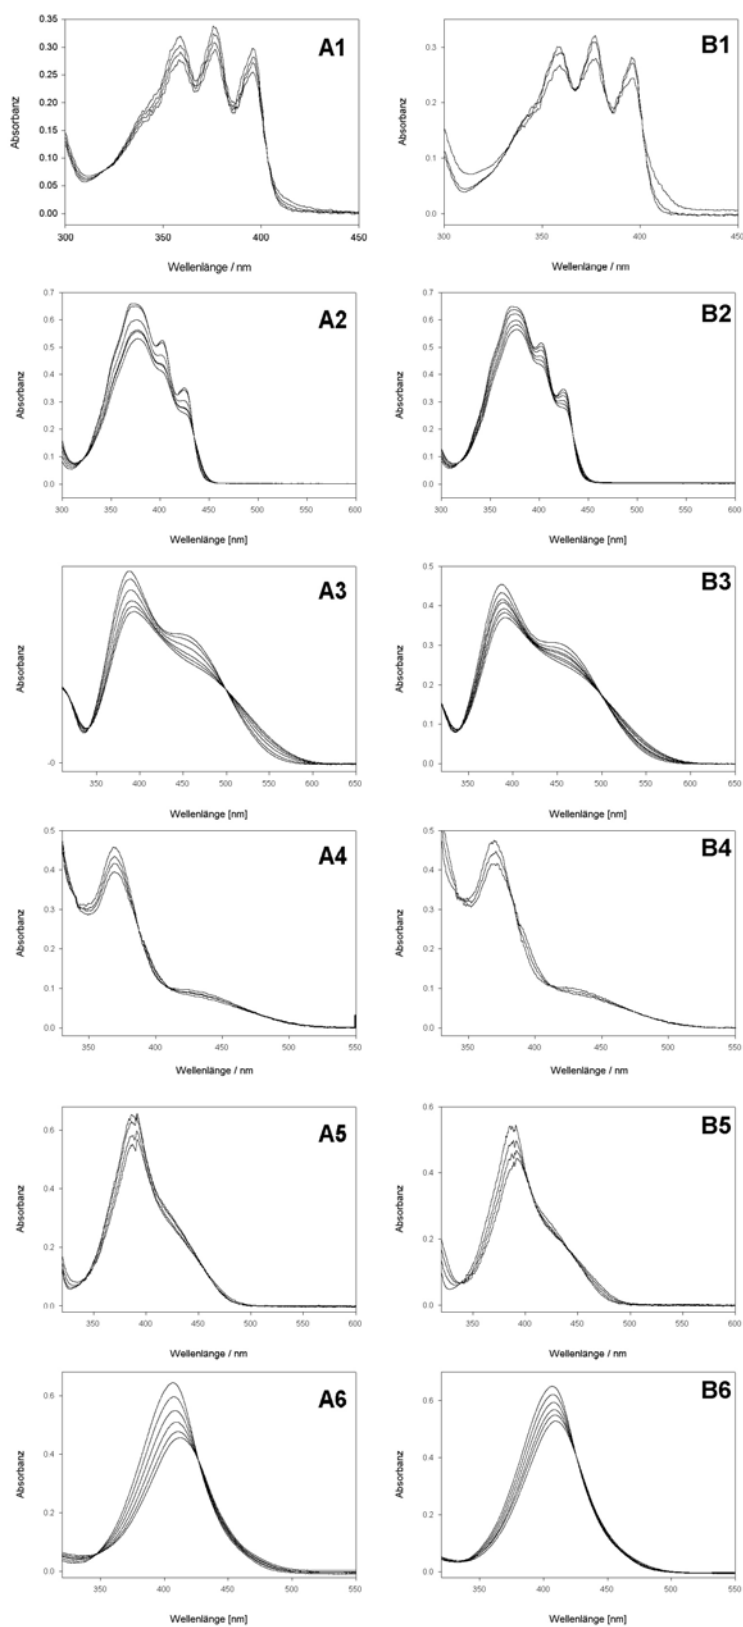 A1
0.35
0.30
0.25
0.20
0.15
0.10
0.05
0.00
Absorbanz
300 350 400 450
Wellenlänge / nm
B1
0.3
0.2
0.1
0.0
Absorbanz
300 350 400 450
Wellenlänge / nm
A2
0.7
0.6
0.5
0.4
0.3
0.2
0.1
0.0
Absorbanz
300 350 400 450 500 550 600
Wellenlänge [nm]
B2
0.7
0.6
0.5
0.4
0.3
0.2
0.1
0.0
Absorbanz
300 350 400 450 500 550 600
Wellenlänge [nm]
A3
-0
Absorbanz
350 400 450 500 550 600 650
Wellenlänge [nm]
B3
0.5
0.4
0.3
0.2
0.1
0.0
Absorbanz
350 400 450 500 550 600 650
Wellenlänge [nm]
A4
0.5
0.4
0.3
0.2
0.1
0.0
Absorbanz
350 400 450 500 550
Wellenlänge / nm
B4
0.5
0.4
0.3
0.2
0.1
0.0
Absorbanz
350 400 450 500 550
Wellenlänge / nm
A5
0.6
0.4
0.2
0.0
Absorbanz
350 400 450 500 550 600
Wellenlänge / nm
B5
0.6
0.4
0.2
0.0
Absorbanz
350 400 450 500 550 600
Wellenlänge / nm
A6
0.6
0.4
0.2
0.0
Absorbanz
350 400 450 500 550
Wellenlänge [nm]
B6
0.6
0.4
0.2
0.0
Absorbanz
350 400 450 500 550
Wellenlänge [nm]